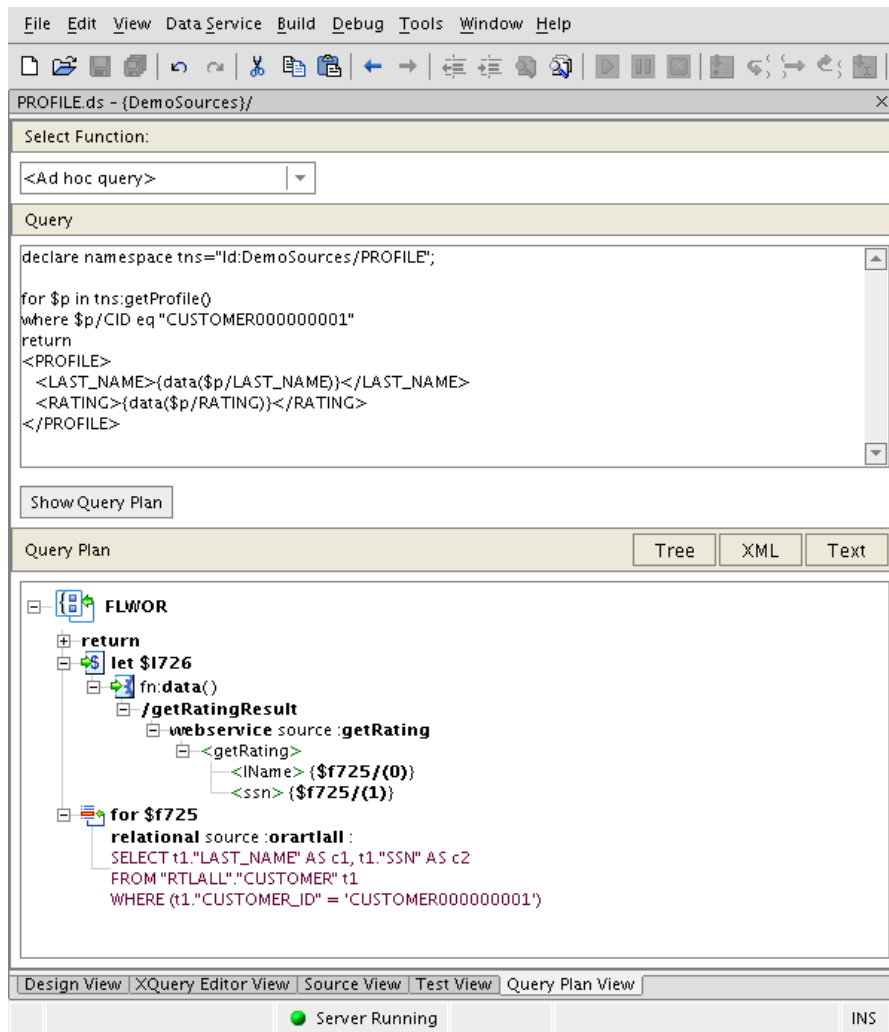 File Edit View Data Service Build Debug Tools Window Help
PROFILE.ds - {DemoSources}/
Select Function:
<Ad hoc query>
Query
declare namespace tns="ld:DemoSources/PROFILE";
for $p in tns:getProfile()
where $p/CID eq "CUSTOMER000000001"
return
<PROFILE>
<LAST_NAME>{data($p/LAST_NAME)}</LAST_NAME>
<RATING>{data($p/RATING)}</RATING>
</PROFILE>
Show Query Plan
Query Plan Tree XML Text
FLWOR
return
let $l726
fn:data()
/getRatingResult
webservice source :getRating
<getRating>
<lName> {$f725/(0)}
<ssn> {$f725/(1)}
for $f725
relational source :orartlall :
SELECT t1."LAST_NAME" AS c1, t1."SSN" AS c2
FROM "RTLALL"."CUSTOMER" t1
WHERE (t1."CUSTOMER_ID" = 'CUSTOMER000000001')
Design View XQuery Editor View Source View Test View Query Plan View
Server Running INS